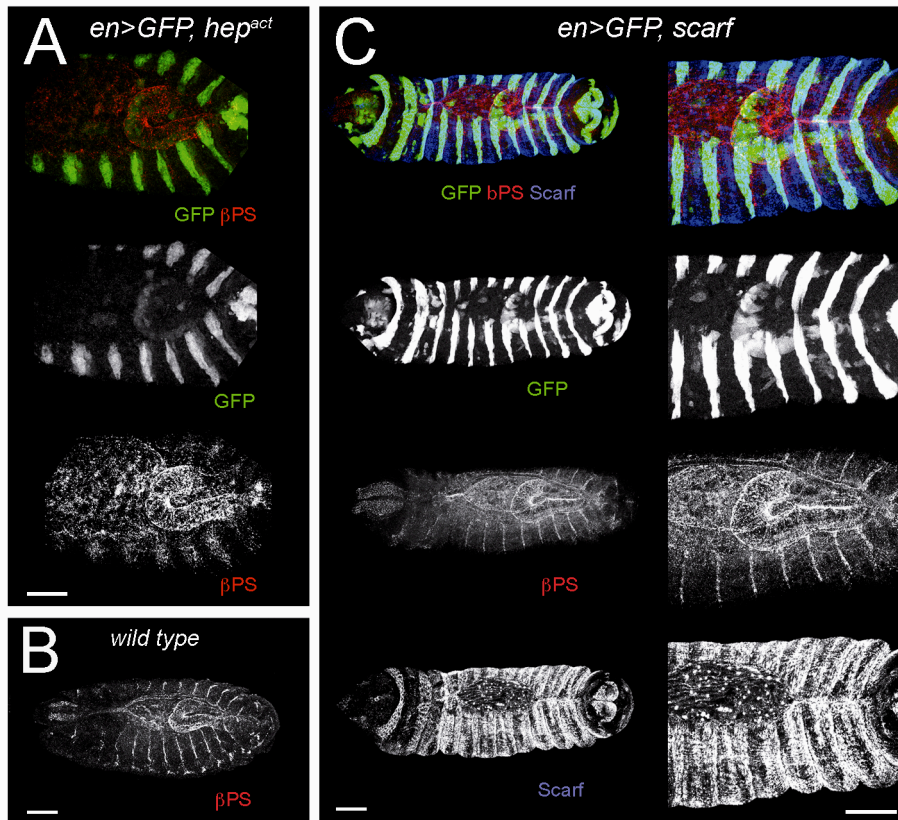 A
en>GFP, hepact
GFP βPS
GFP
βPS
B
wild type
βPS
C
en>GFP, scarf
GFP bPS Scarf
GFP
βPS
Scarf